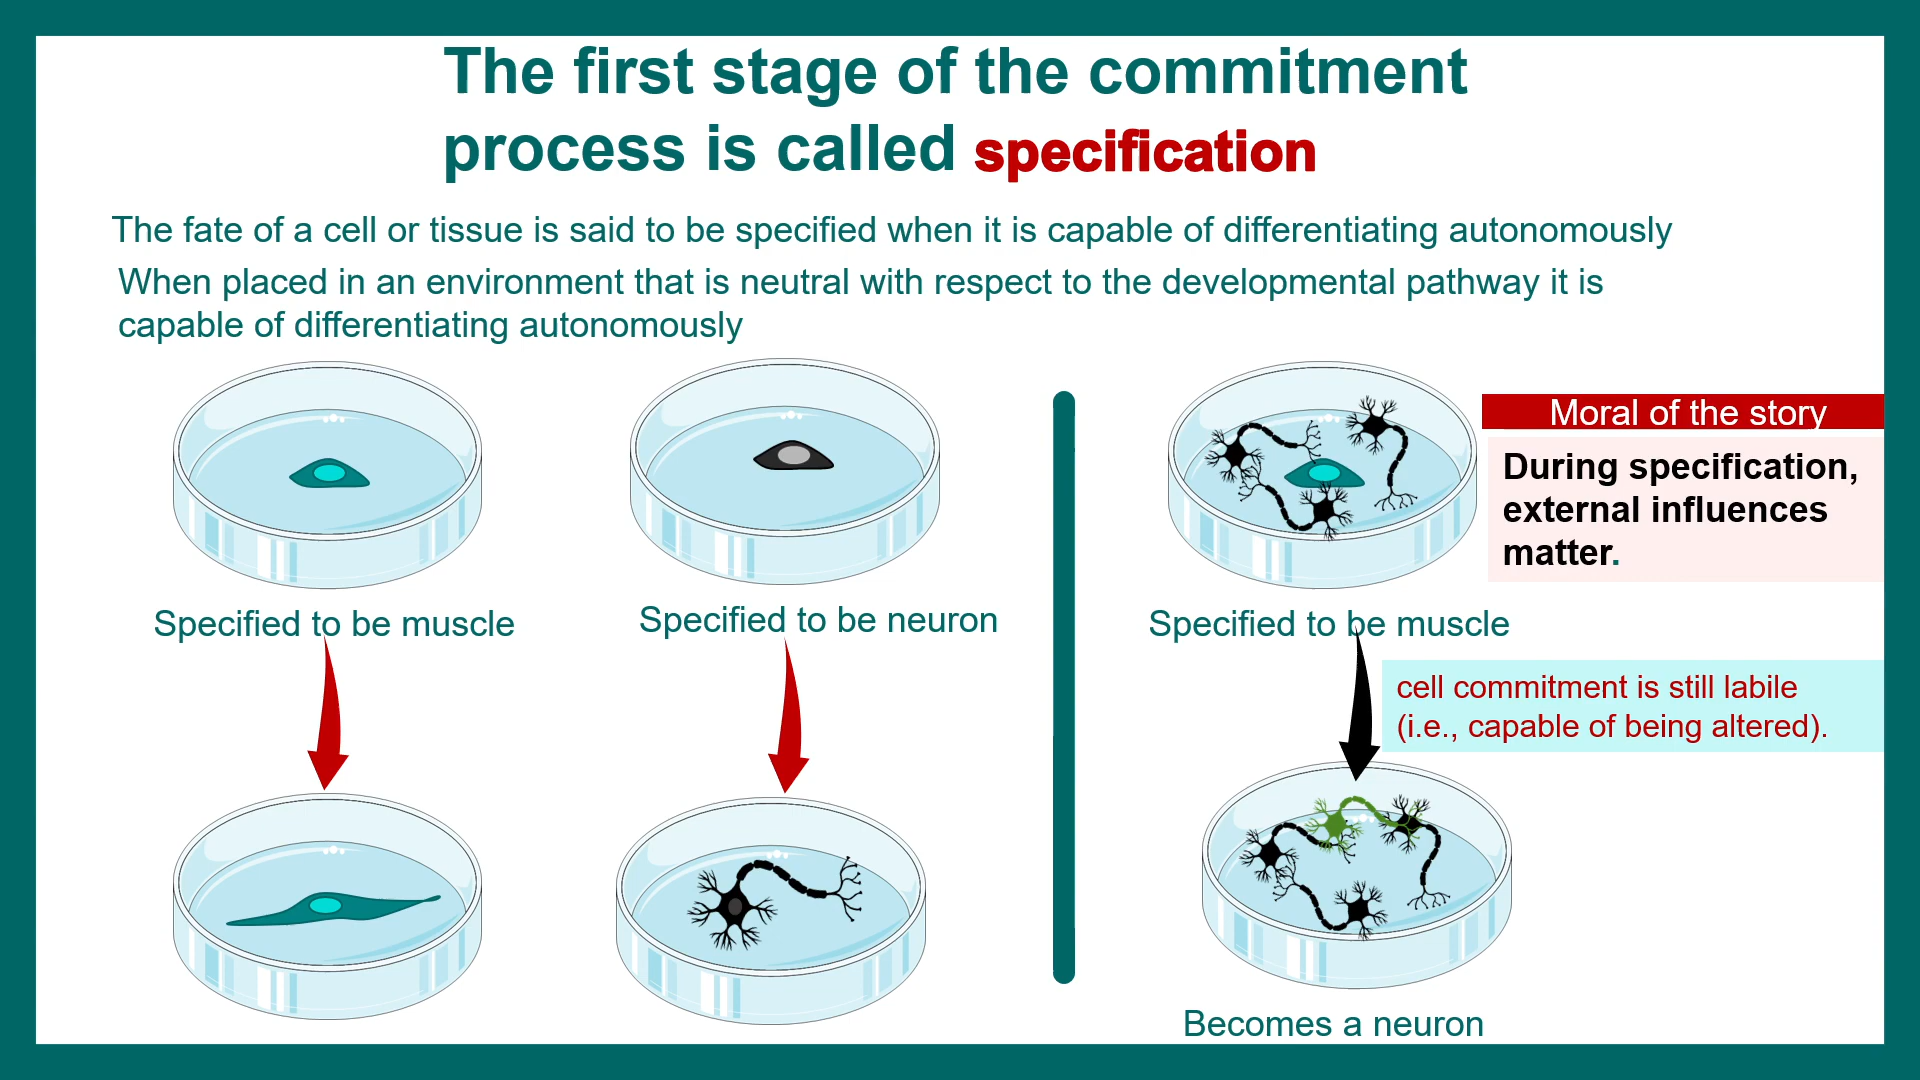 The first stage of the commitment
process is called specification
The fate of a cell or tissue is said to be specified when it is capable of differentiating autonomously
When placed in an environment that is neutral with respect to the developmental pathway it is
capable of differentiating autonomously
Moral of the story
During specification,
external influences
matter.
Specified to be muscle
Specified to be neuron
Specified to be muscle
cell commitment is still labile
(i.e., capable of being altered).
Becomes a neuron